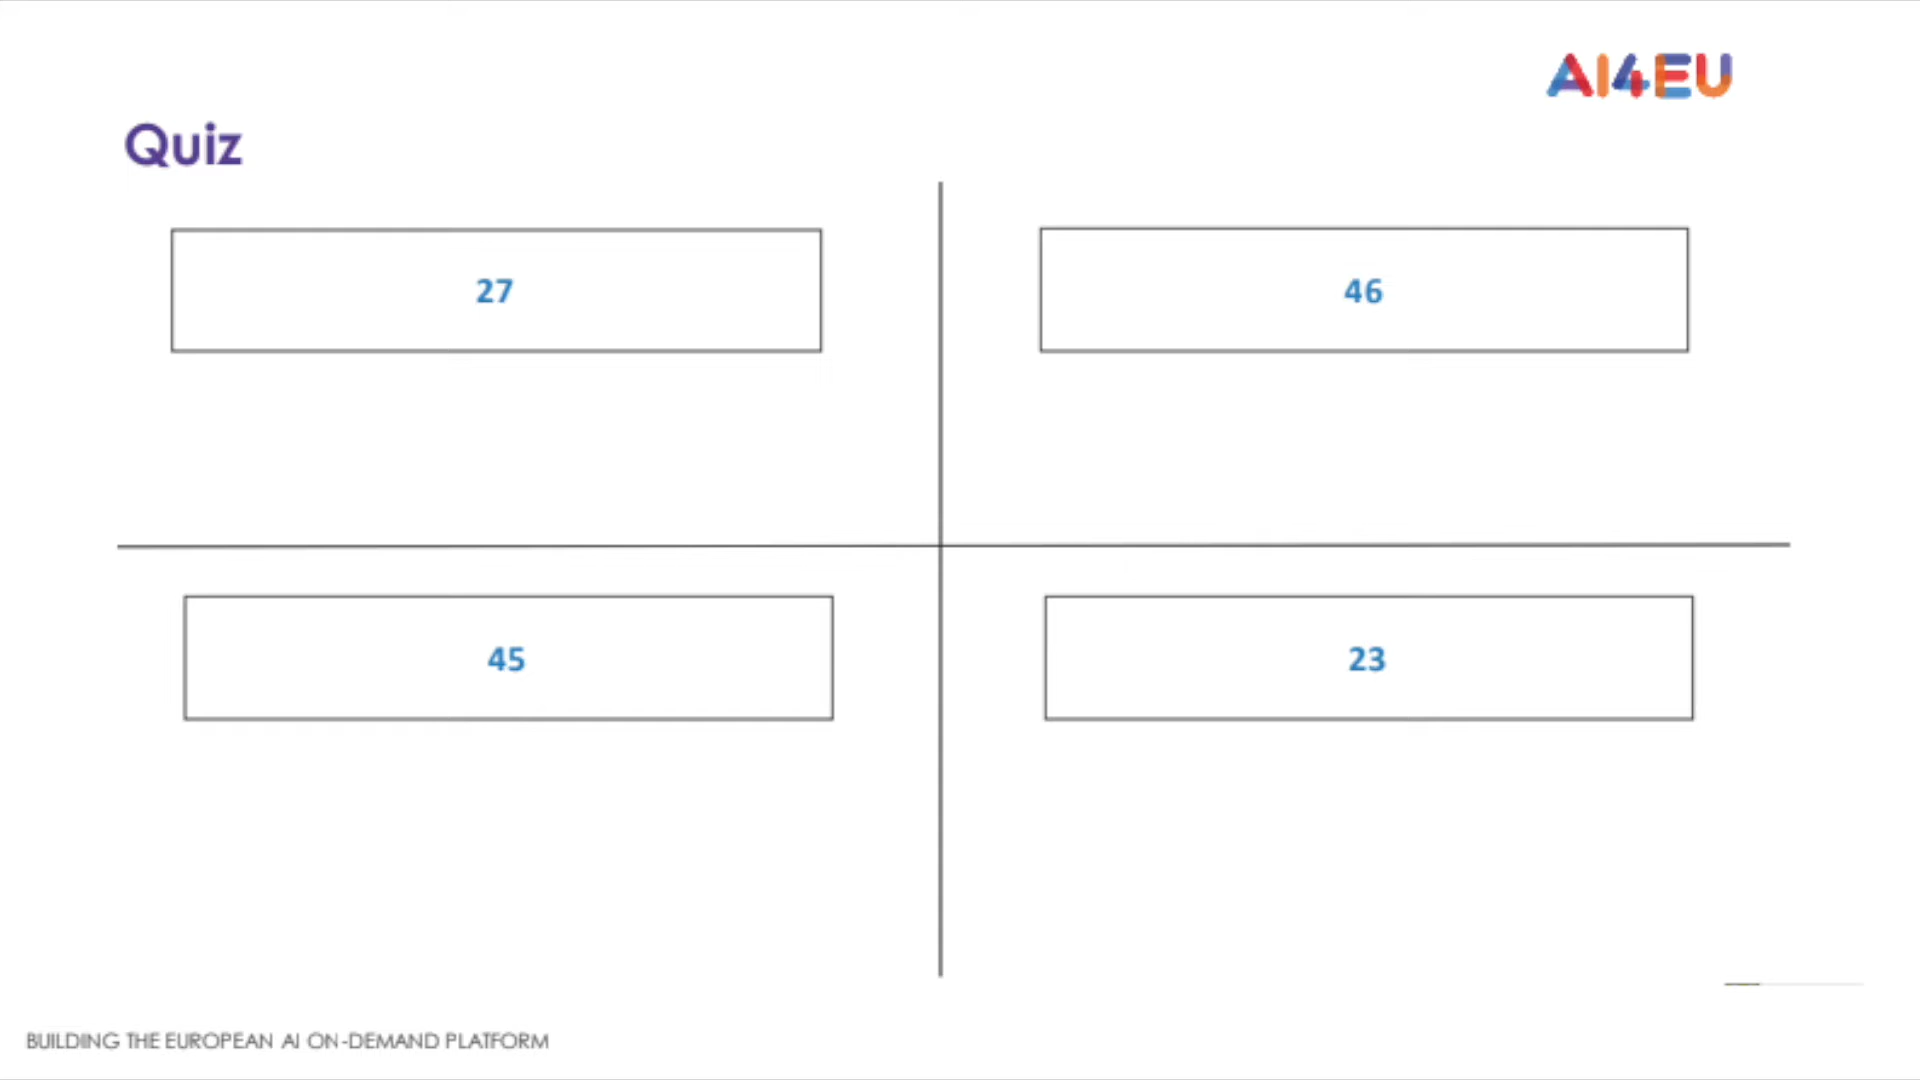 AI4EU
Quiz
27
46
45
23
BUILDING THE EUROPEAN AI ON-DEMAND PLATFORM